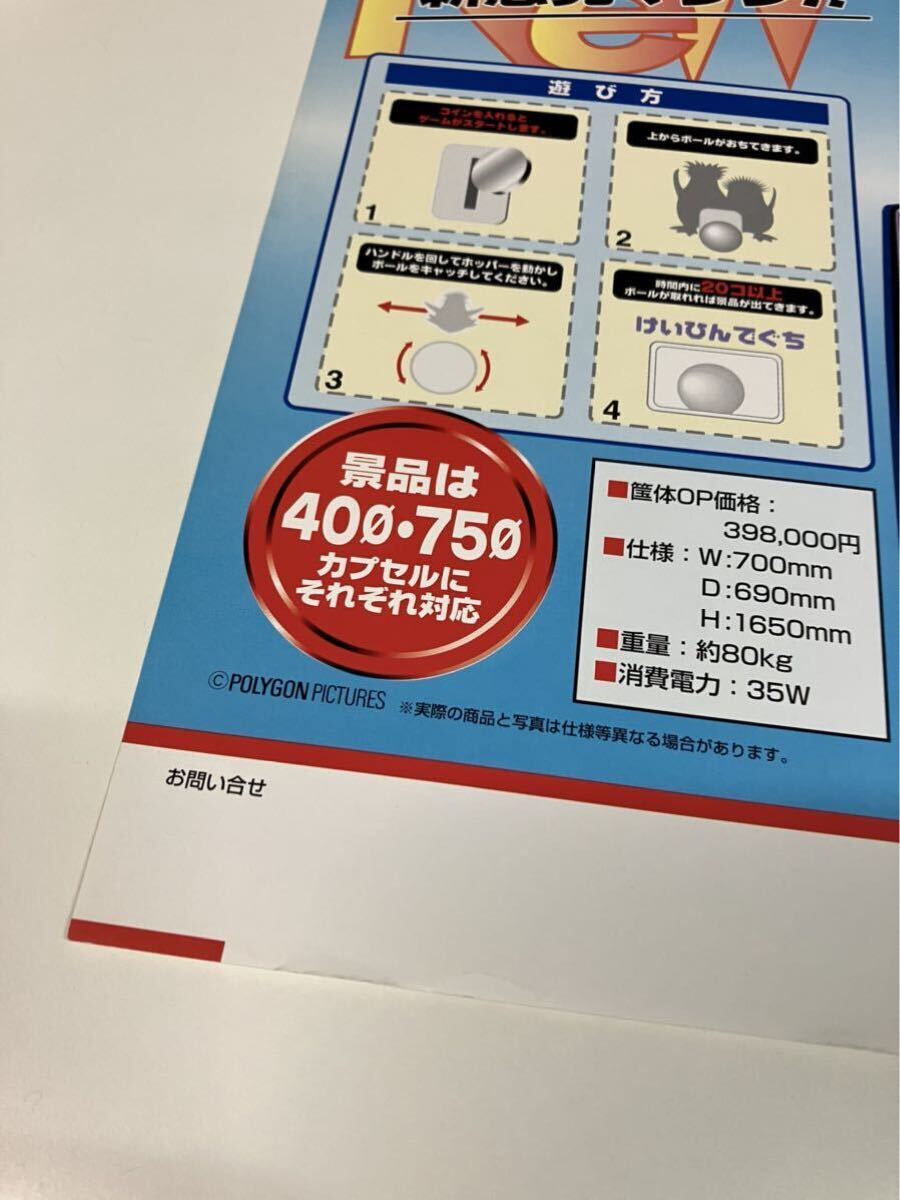 New
遊び方
コインを入れると
ゲームがスタートします。
1
上からボールがおちてきます。
2
ハンドルを回してホッパーを動かし
ボールをキャッチしてください。
3
時間内に20コ以上
ボールが取れれば景品が出てきます。
けいひんでぐち
4
景品は
40φ・75φ
カプセルに
それぞれ対応
■筐体OP価格：
398,000円
■仕様：W:700mm
D:690mm
H:1650mm
■重量：約80kg
■消費電力：35W
©POLYGON PICTURES
※実際の商品と写真は仕様等異なる場合があります。
お問い合せ